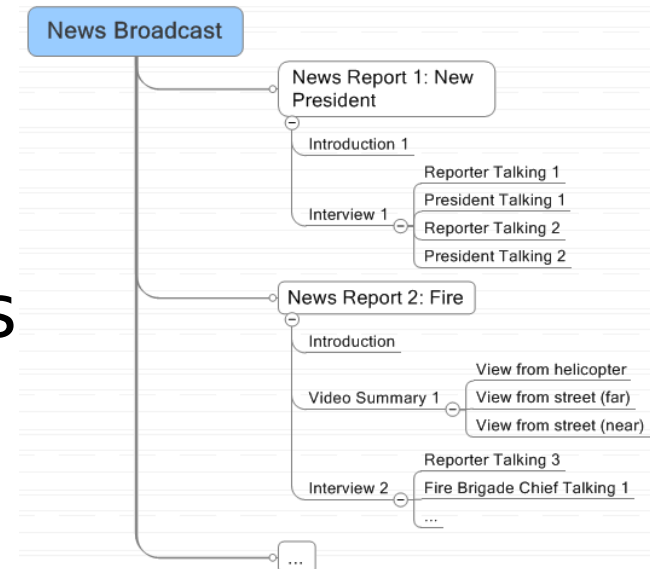 News Broadcast
News Report 1: New
President
Introduction 1
Interview 1
Reporter Talking 1
President Talking 1
Reporter Talking 2
President Talking 2
s
News Report 2: Fire
Introduction
Video Summary 1
View from helicopter
View from street (far)
View from street (near)
Interview 2
Reporter Talking 3
Fire Brigade Chief Talking 1
...
...